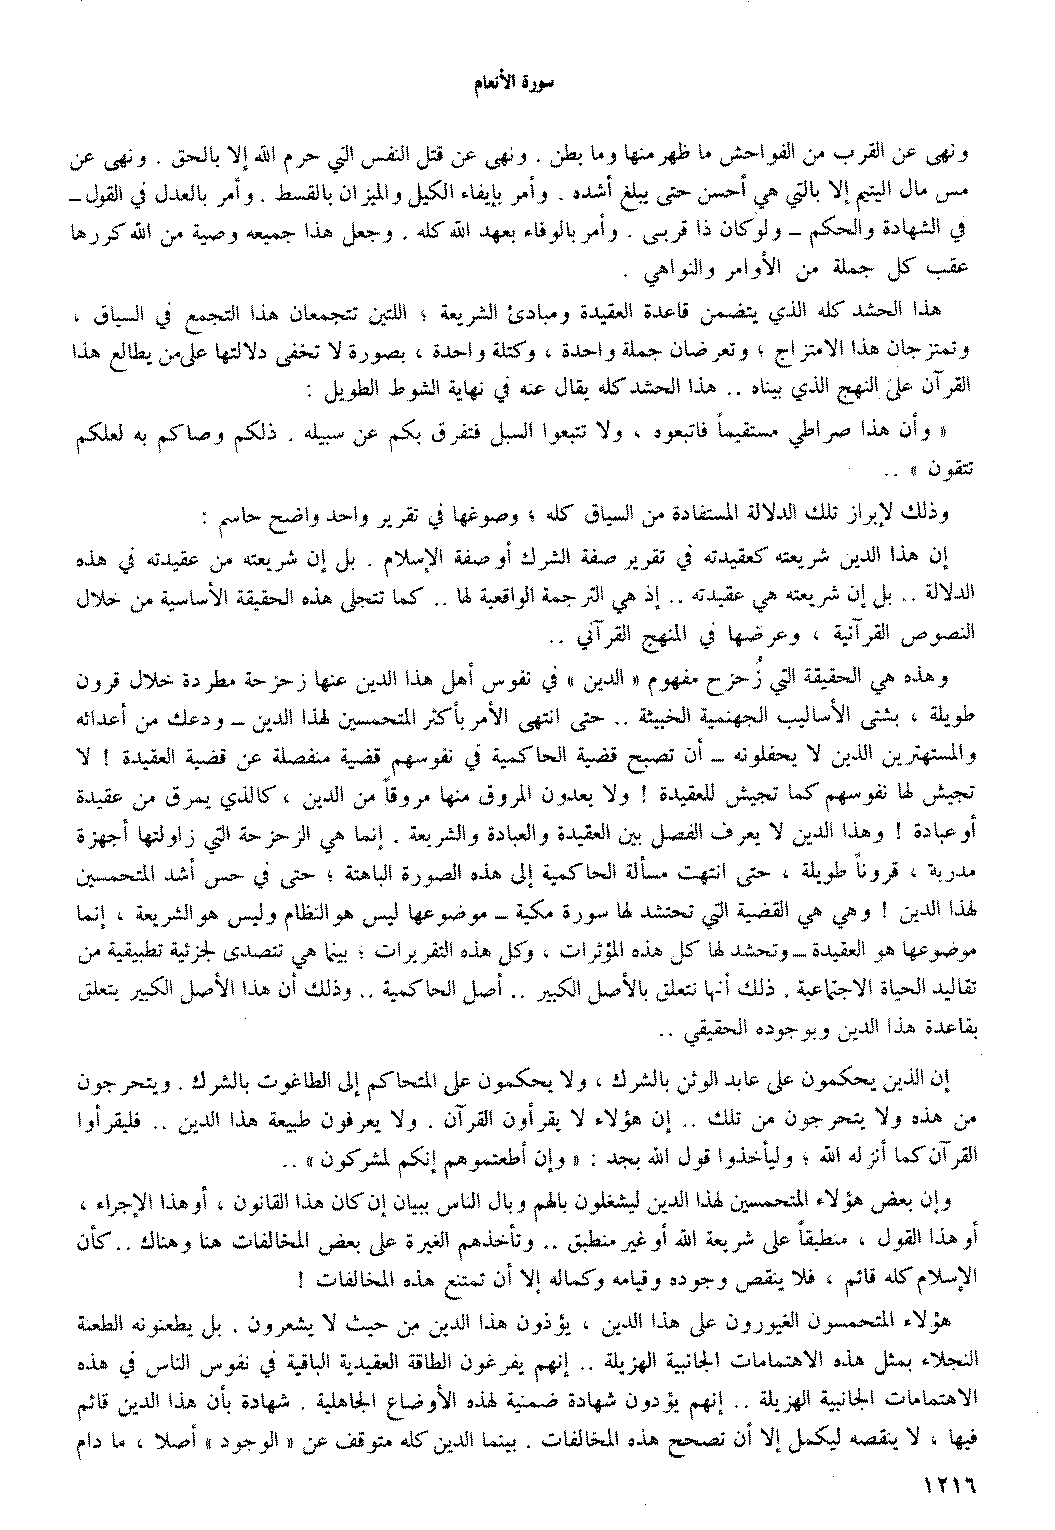 سورة الأنعام
ونهى عن القرب من الفواحش ما ظهر منها وما بطن . ونهى عن قتل النفس التي حرم الله إلا بالحق . ونهى عن
مس مال اليتيم إلا بالتي هي أحسن حتى يبلغ أشده . وأمر بإيفاء الكيل والميزان بالقسط . وأمر بالعدل في القول –
في الشهادة والحكم – ولو كان ذا قربى . وأمر بالوفاء بعهد الله كله . وجعل هذا جميعه وصية من الله كررها
عقب كل جملة من الأوامر والنواهي .
هذا الحشد كله الذي يتضمن قاعدة العقيدة ومبادئ الشريعة ؛ اللتين تتجمعان هذا التجمع في السياق ،
وتمتزجان هذا الامتزاج ؛ وتعرضان جملة واحدة ، وكتلة واحدة ، بصورة لا تخفى دلالتها على من يطالع هذا
القرآن على النهج الذي بيناه .. هذا الحشد كله يقال عنه في نهاية الشوط الطويل :
« وأن هذا صراطي مستقيماً فاتبعوه ، ولا تتبعوا السبل فتفرق بكم عن سبيله . ذلكم وصاكم به لعلكم
تتقون » ..
وذلك لإبراز تلك الدلالة المستفادة من السياق كله ؛ وصوغها في تقرير واحد واضح حاسم :
إن هذا الدين شريعته كعقيدته في تقرير صفة الشرك أو صفة الإسلام . بل إن شريعته من عقيدته في هذه
الدلالة .. بل إن شريعته هي عقيدته .. إذ هي الترجمة الواقعية لها .. كما تتجلى هذه الحقيقة الأساسية من خلال
النصوص القرآنية ، وعرضها في المنهج القرآني ..
وهذه هي الحقيقة التي زُحزح مفهوم « الدين » في نفوس أهل هذا الدين عنها زحزحة مطردة خلال قرون
طويلة ، بشتى الأساليب الجهنمية الخبيثة .. حتى انتهى الأمر بأكثر المتحمسين لهذا الدين – ودعك من أعدائه
والمستهترين الذين لا يحفلونه – أن تصبح قضية الحاكمية في نفوسهم قضية منفصلة عن قضية العقيدة ! لا
تجيش لها نفوسهم كما تجيش للعقيدة ! ولا يعدون المروق منها مروقاً من الدين ، كالذي يمرق من عقيدة
أو عبادة ! وهذا الدين لا يعرف الفصل بين العقيدة والعبادة والشريعة . إنما هي الزحزحة التي زاولتها أجهزة
مدربة ، قروناً طويلة ، حتى انتهت مسألة الحاكمية إلى هذه الصورة الباهتة ؛ حتى في حس أشد المتحمسين
لهذا الدين ! وهي هي القضية التي تحتشد لها سورة مكية – موضوعها ليس هو النظام وليس هو الشريعة ، إنما
موضوعها هو العقيدة – وتحشد لها كل هذه المؤثرات ، وكل هذه التقريرات ؛ بينما هي تتصدى لجزئية تطبيقية من
تقاليد الحياة الاجتماعية . ذلك أنها تتعلق بالأصل الكبير .. أصل الحاكمية .. وذلك أن هذا الأصل الكبير يتعلق
بقاعدة هذا الدين وبوجوده الحقيقي ..
إن الذين يحكمون على عابد الوثن بالشرك ، ولا يحكمون على المتحاكم إلى الطاغوت بالشرك . ويتحرجون
من هذه ولا يتحرجون من تلك .. إن هؤلاء لا يقرأون القرآن . ولا يعرفون طبيعة هذا الدين .. فليقرأوا
القرآن كما أنزله الله ؛ وليأخذوا قول الله بجد : « وإن أطعتموهم إنكم لمشركون » ..
وإن بعض هؤلاء المتحمسين لهذا الدين ليشغلون بالهم وبال الناس ببيان إن كان هذا القانون ، أو هذا الإجراء ،
أو هذا القول ، منطبقاً على شريعة الله أو غير منطبق .. وتأخذهم الغيرة على بعض المخالفات هنا وهناك .. كأن
الإسلام كله قائم ، فلا ينقص وجوده وقيامه وكماله إلا أن تمتنع هذه المخالفات !
هؤلاء المتحمسون الغيورون على هذا الدين ، يؤذون هذا الدين من حيث لا يشعرون . بل يطعنونه الطعنة
النجلاء بمثل هذه الاهتمامات الجانبية الهزيلة .. إنهم يفرغون الطاقة العقيدية الباقية في نفوس الناس في هذه
الاهتمامات الجانبية الهزيلة .. إنهم يؤدون شهادة ضمنية لهذه الأوضاع الجاهلية . شهادة بأن هذا الدين قائم
فيها ، لا ينقصه ليكمل إلا أن تصحح هذه المخالفات . بينما الدين كله متوقف عن « الوجود » أصلا ، ما دام
١٢١٦